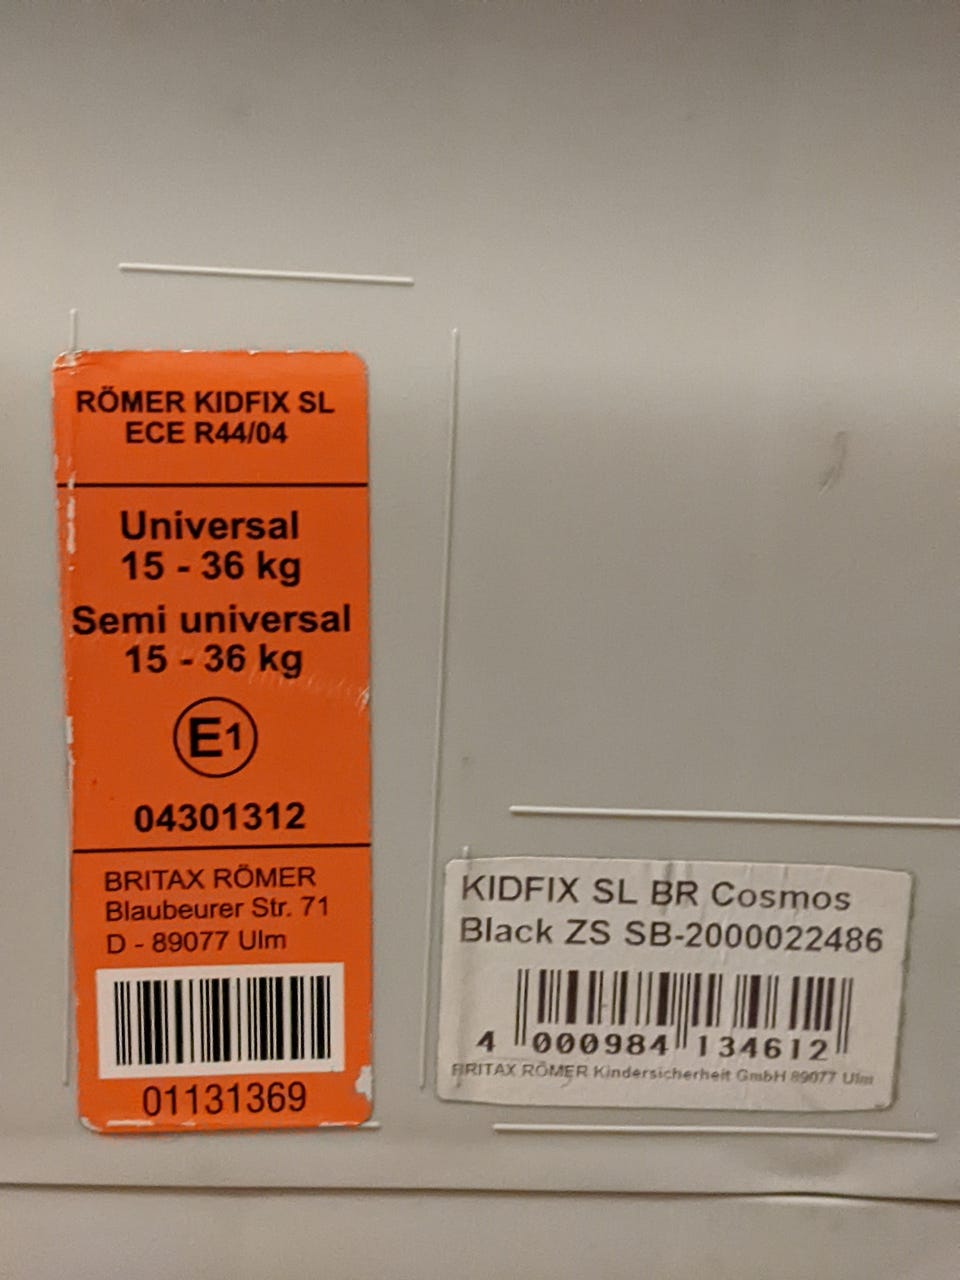 RÖMER KIDFIX SL
ECE R44/04
Universal
15 - 36 kg
Semi universal
15 - 36 kg
E1
04301312
BRITAX RÖMER
Blaubeurer Str. 71
D - 89077 Ulm
01131369
KIDFIX SL BR Cosmos
Black ZS SB-2000022486
4 000984 134612
BRITAX RÖMER Kindersicherheit GmbH 89077 Ulm